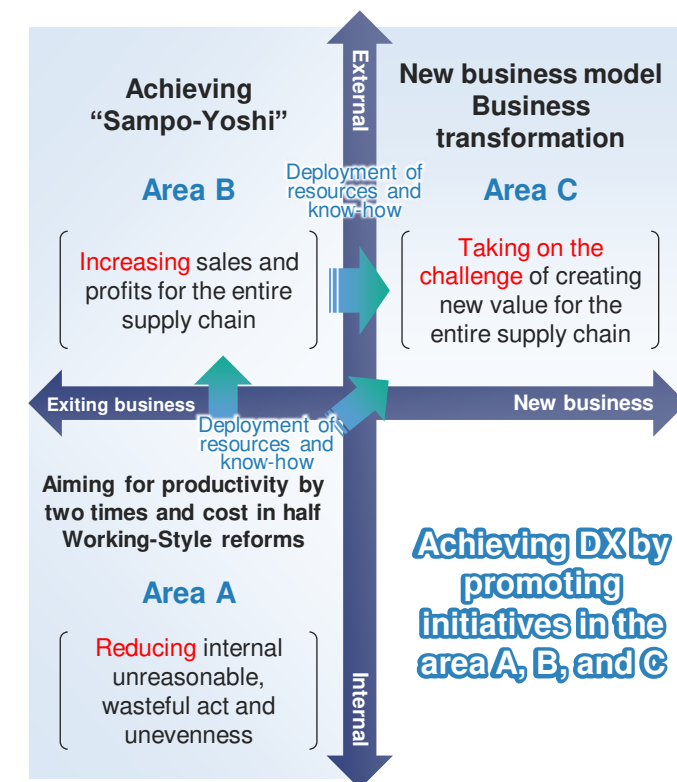 External
Achieving
“Sampo-Yoshi”
Area B
Increasing sales and
profits for the entire
supply chain
Deployment of
resources and
know-how
New business model
Business
transformation
Area C
Taking on the
challenge of creating
new value for the
entire supply chain
Exiting business
New business
Deployment of
resources and
know-how
Aiming for productivity by
two times and cost in half
Working-Style reforms
Area A
Reducing internal
unreasonable,
wasteful act and
unevenness
Internal
Achieving DX by
promoting
initiatives in the
area A, B, and C